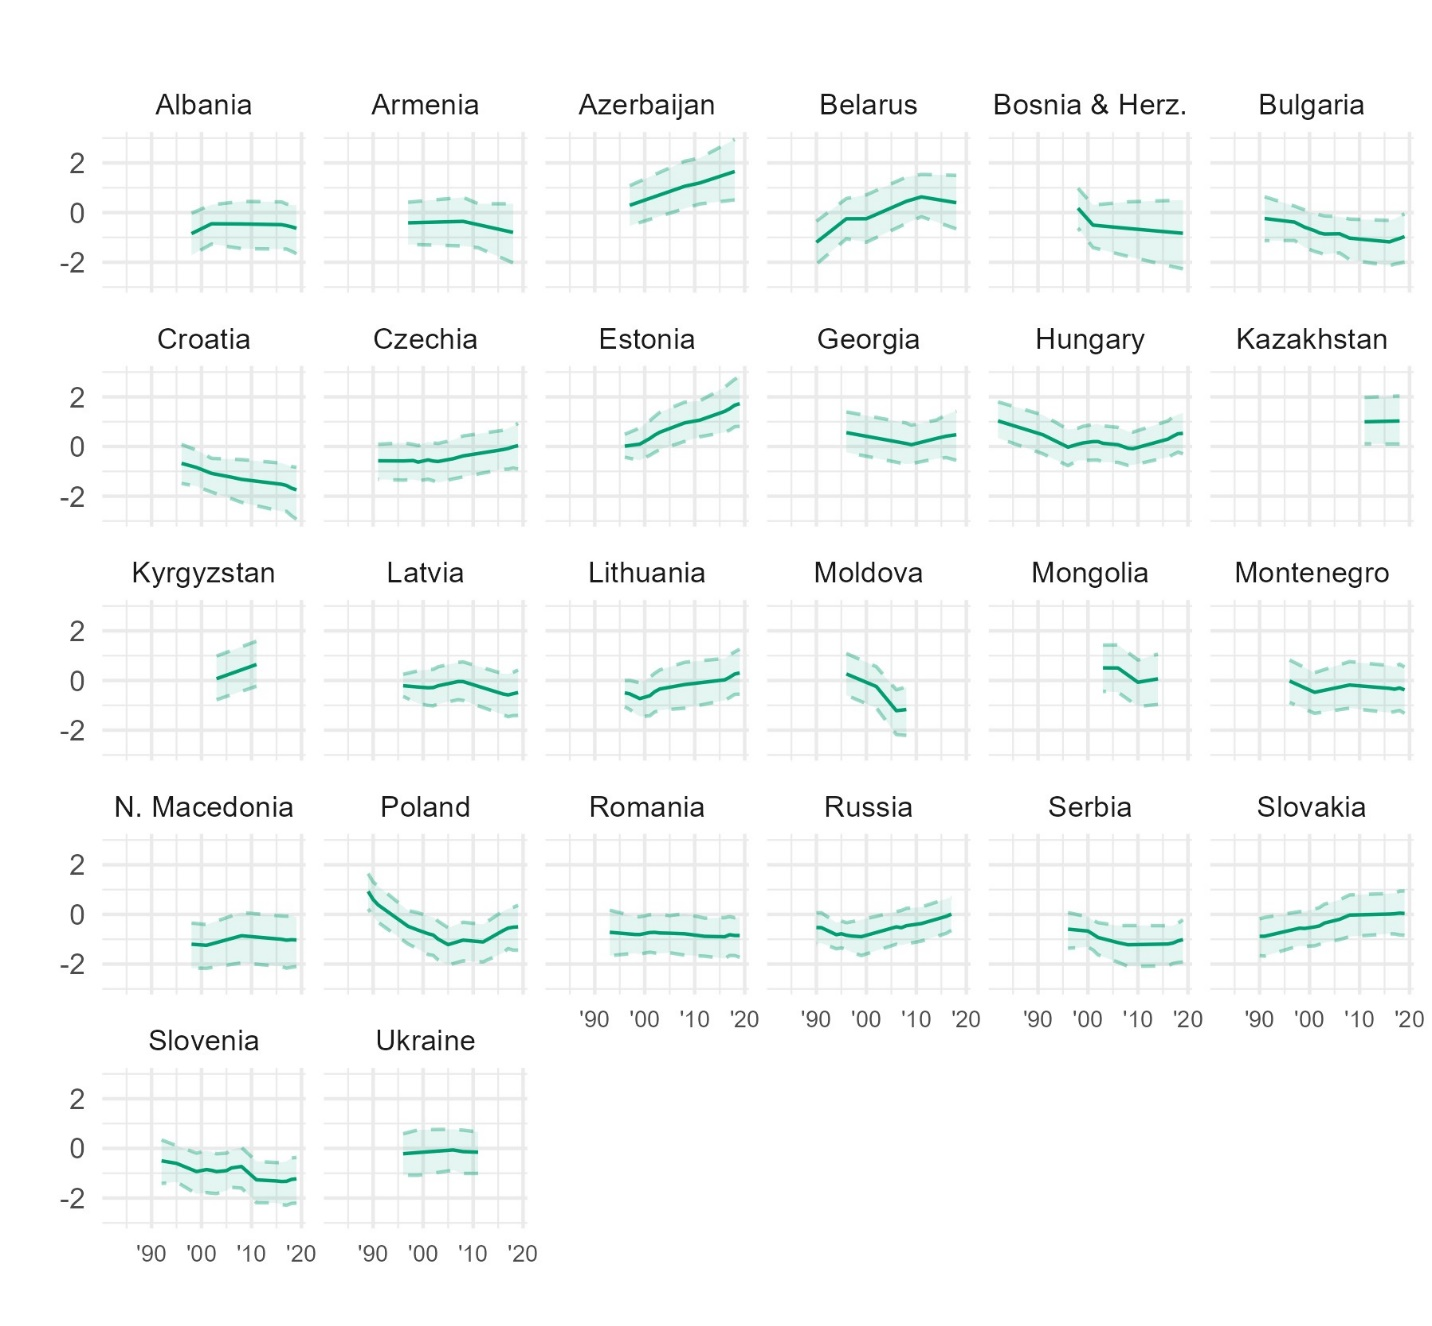 Albania Armenia Azerbaijan Belarus Bosnia & Herz. Bulgaria
2
0
-2
Croatia Czechia Estonia Georgia Hungary Kazakhstan
2
0
-2
Kyrgyzstan Latvia Lithuania Moldova Mongolia Montenegro
2
0
-2
N. Macedonia Poland Romania Russia Serbia Slovakia
2
0
-2
'90 '00 '10 '20 '90 '00 '10 '20 '90 '00 '10 '20 '90 '00 '10 '20
Slovenia Ukraine
2
0
-2
'90 '00 '10 '20 '90 '00 '10 '20